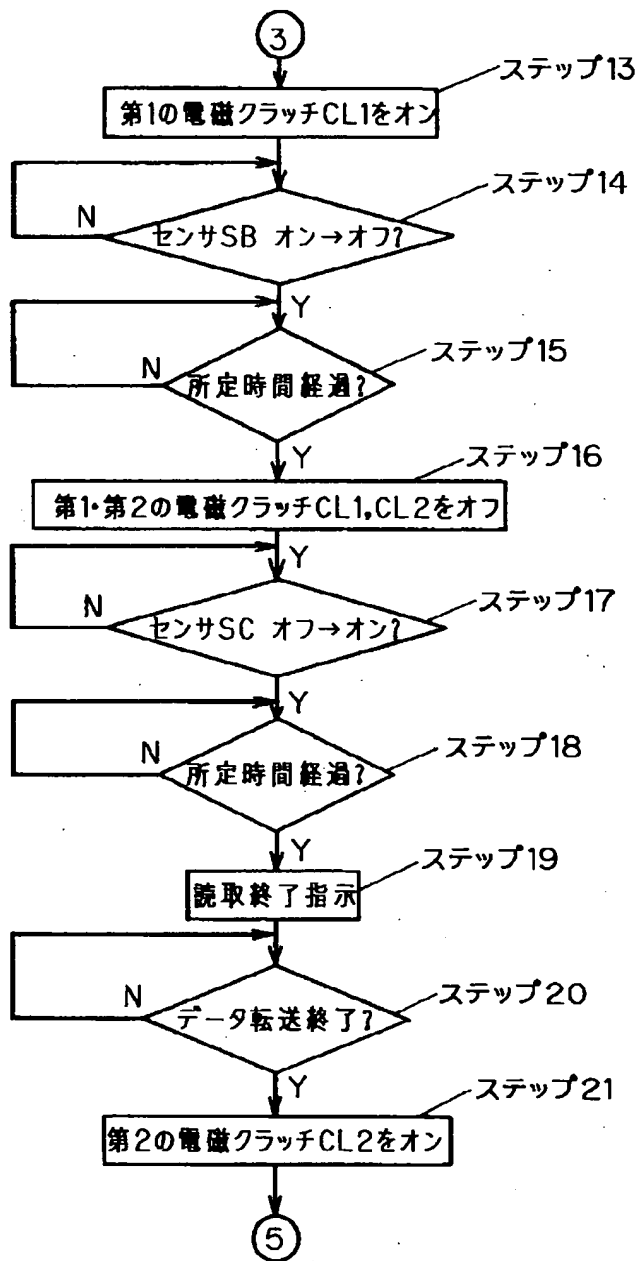 3
ステップ13
第1の電磁クラッチCL1をオン
ステップ14
N
センサSB オン→オフ?
Y
ステップ15
N
所定時間経過?
Y
ステップ16
第1・第2の電磁クラッチCL1,CL2をオフ
Y
ステップ17
N
センサSC オフ→オン?
Y
ステップ18
N
所定時間経過?
Y
ステップ19
読取終了指示
ステップ20
N
データ転送終了?
Y
ステップ21
第2の電磁クラッチCL2をオン
5